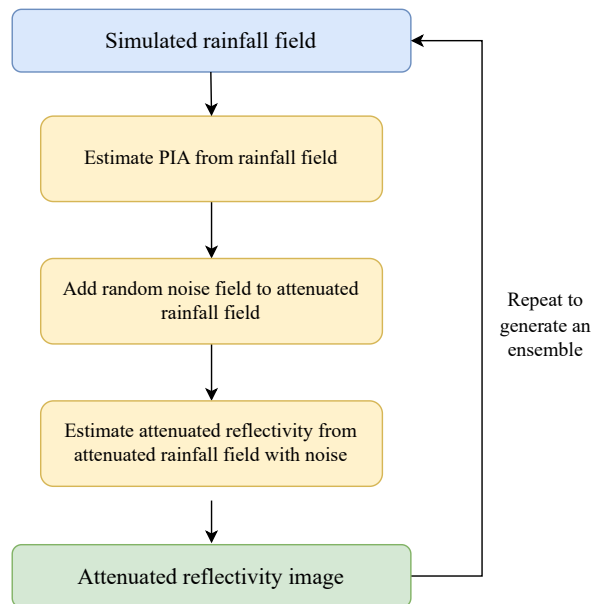 Simulated rainfall field
Estimate PIA from rainfall field
Add random noise field to attenuated
rainfall field
Repeat to
generate an
ensemble
Estimate attenuated reflectivity from
attenuated rainfall field with noise
Attenuated reflectivity image